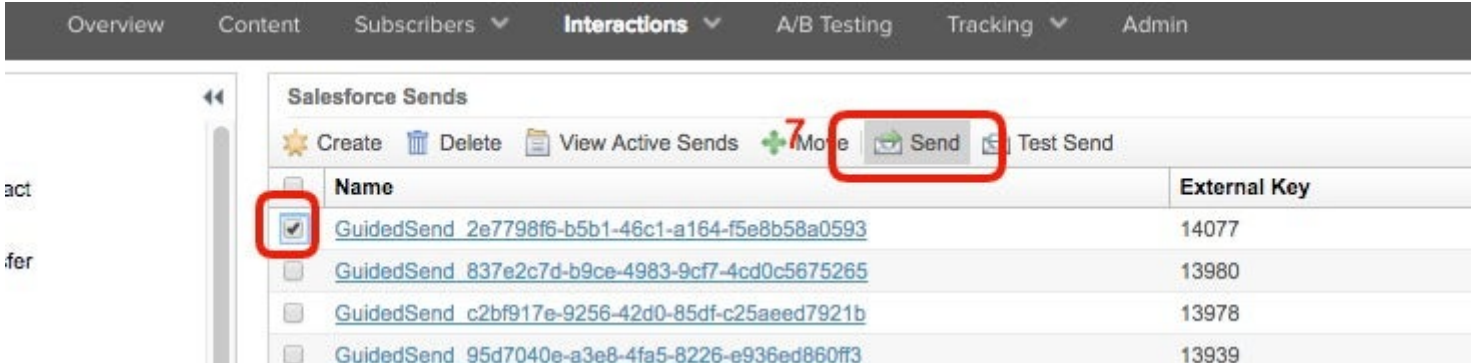 Overview Content Subscribers Interactions A/B Testing Tracking Admin
Salesforce Sends
Create Delete View Active Sends 7 Move Send Test Send
Name External Key
act
GuidedSend_2e7798f6-b5b1-46c1-a164-f5e8b58a0593 14077
sfer
GuidedSend_837e2c7d-b9ce-4983-9cf7-4cd0c5675265 13980
GuidedSend_c2bf917e-9256-42d0-85df-c25aeed7921b 13978
GuidedSend_95d7040e-a3e8-4fa5-8226-e936ed860ff3 13939